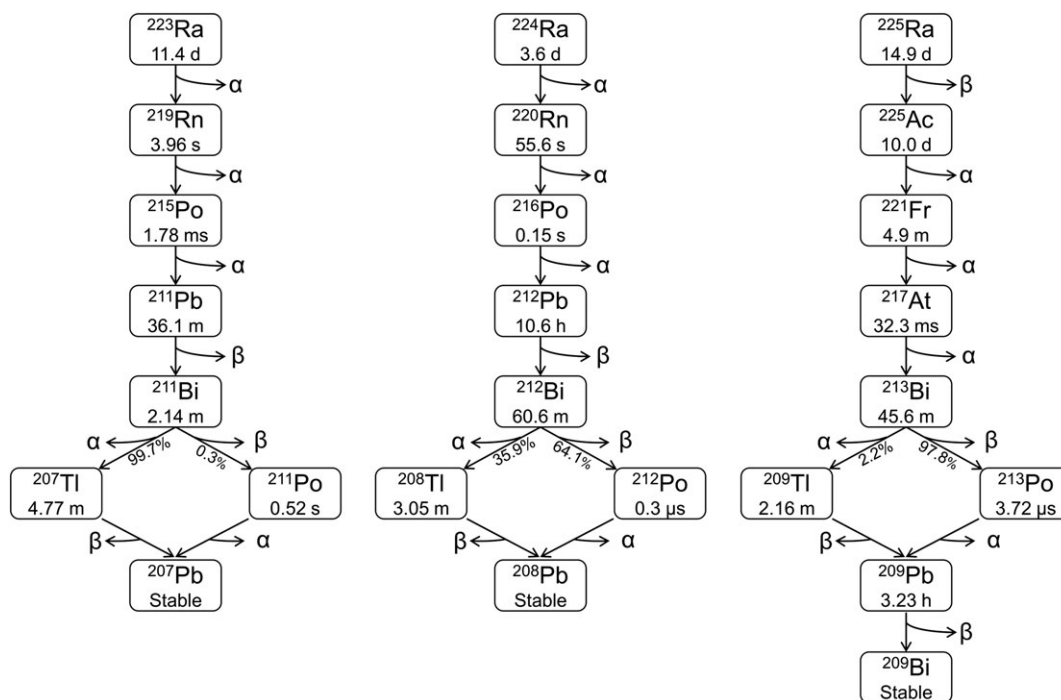 ²²³Ra
11.4 d
α
²¹⁹Rn
3.96 s
α
²¹⁵Po
1.78 ms
α
²¹¹Pb
36.1 m
β
²¹¹Bi
2.14 m
α
99.7%
0.3%
β
²⁰⁷Tl
4.77 m
²¹¹Po
0.52 s
β
α
²⁰⁷Pb
Stable
²²⁴Ra
3.6 d
α
²²⁰Rn
55.6 s
α
²¹⁶Po
0.15 s
α
²¹²Pb
10.6 h
β
²¹²Bi
60.6 m
α
35.9%
64.1%
β
²⁰⁸Tl
3.05 m
²¹²Po
0.3 µs
β
α
²⁰⁸Pb
Stable
²²⁵Ra
14.9 d
β
²²⁵Ac
10.0 d
α
²²¹Fr
4.9 m
α
²¹⁷At
32.3 ms
α
²¹³Bi
45.6 m
α
2.2%
97.8%
β
²⁰⁹Tl
2.16 m
²¹³Po
3.72 µs
β
α
²⁰⁹Pb
3.23 h
β
²⁰⁹Bi
Stable